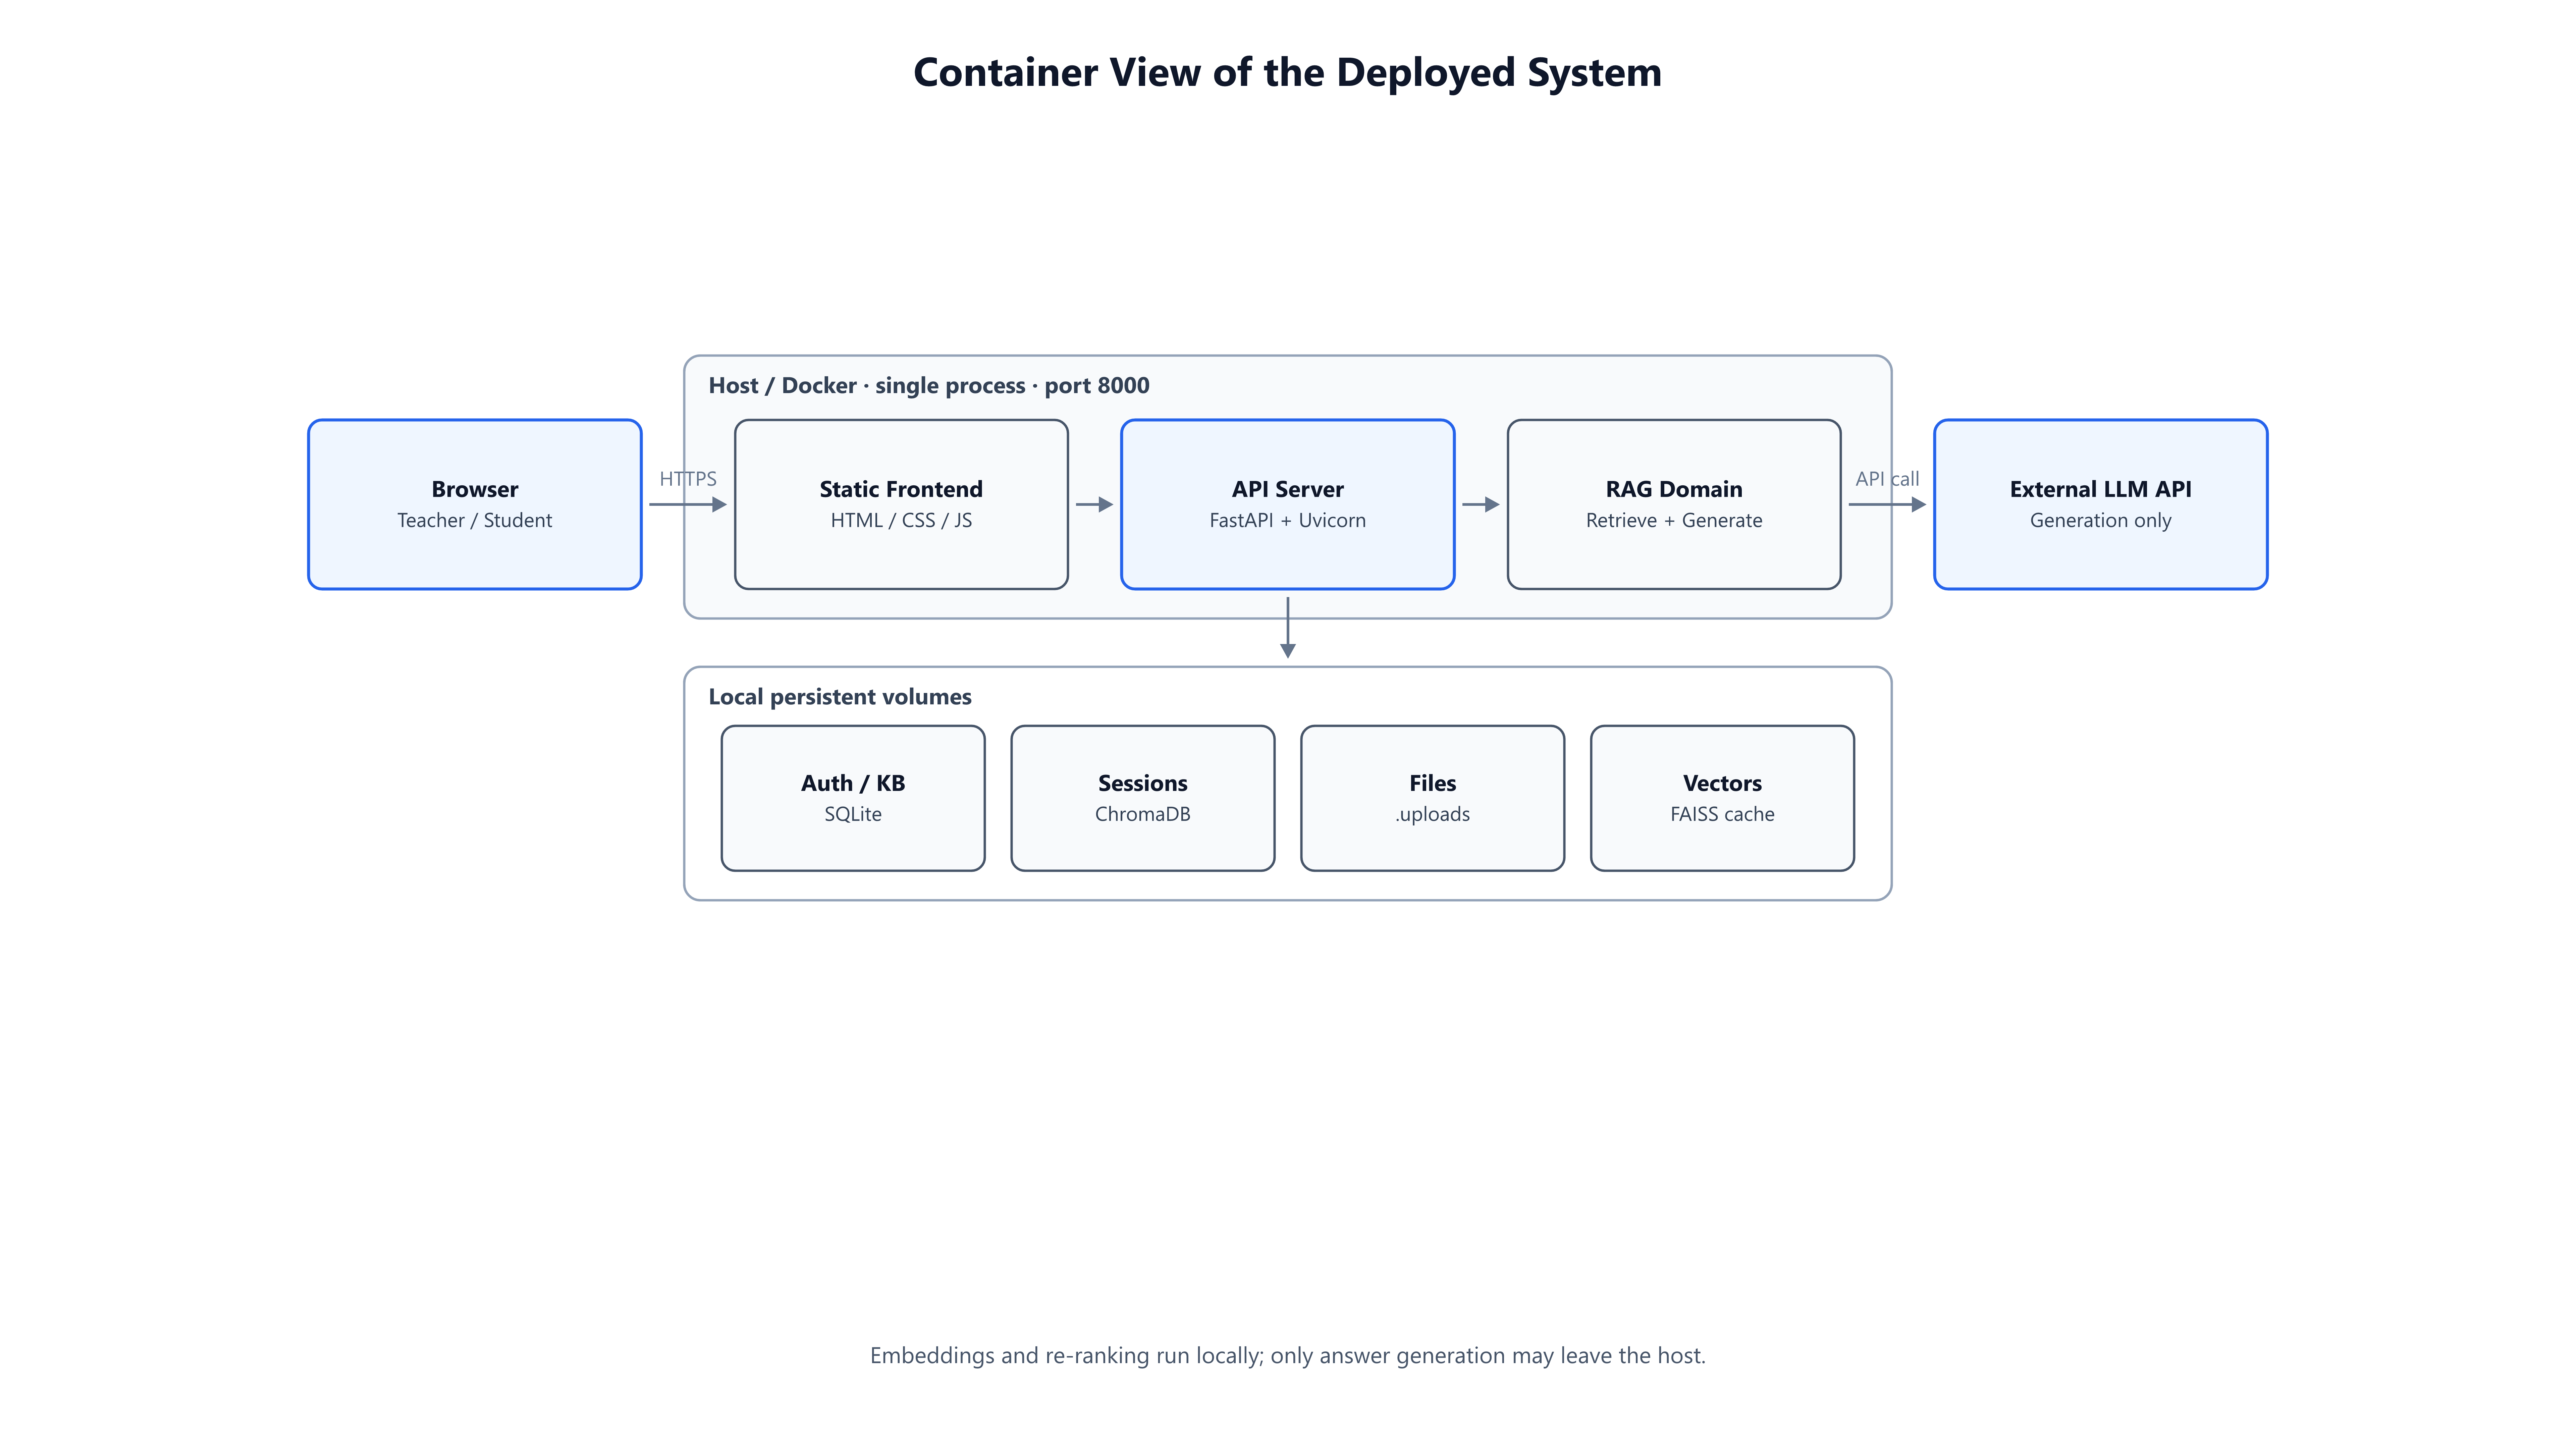 Container View of the Deployed System
Host / Docker · single process · port 8000
Browser
Teacher / Student
HTTPS
Static Frontend
HTML / CSS / JS
API Server
FastAPI + Uvicorn
RAG Domain
Retrieve + Generate
API call
External LLM API
Generation only
Local persistent volumes
Auth / KB
SQLite
Sessions
ChromaDB
Files
.uploads
Vectors
FAISS cache
Embeddings and re-ranking run locally; only answer generation may leave the host.